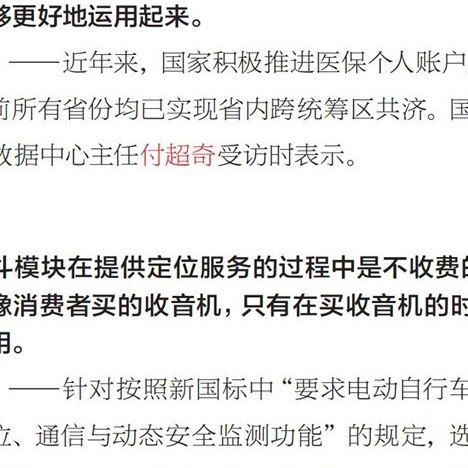 够更好地运用起来。
——近年来，国家积极推进医保个人账户
前所有省份均已实现省内跨统筹区共济。国
数据中心主任付超奇受访时表示。
斗模块在提供定位服务的过程中是不收费的
像消费者买的收音机，只有在买收音机的时
用。
——针对按照新国标中“要求电动自行车
位、通信与动态安全监测功能”的规定，选